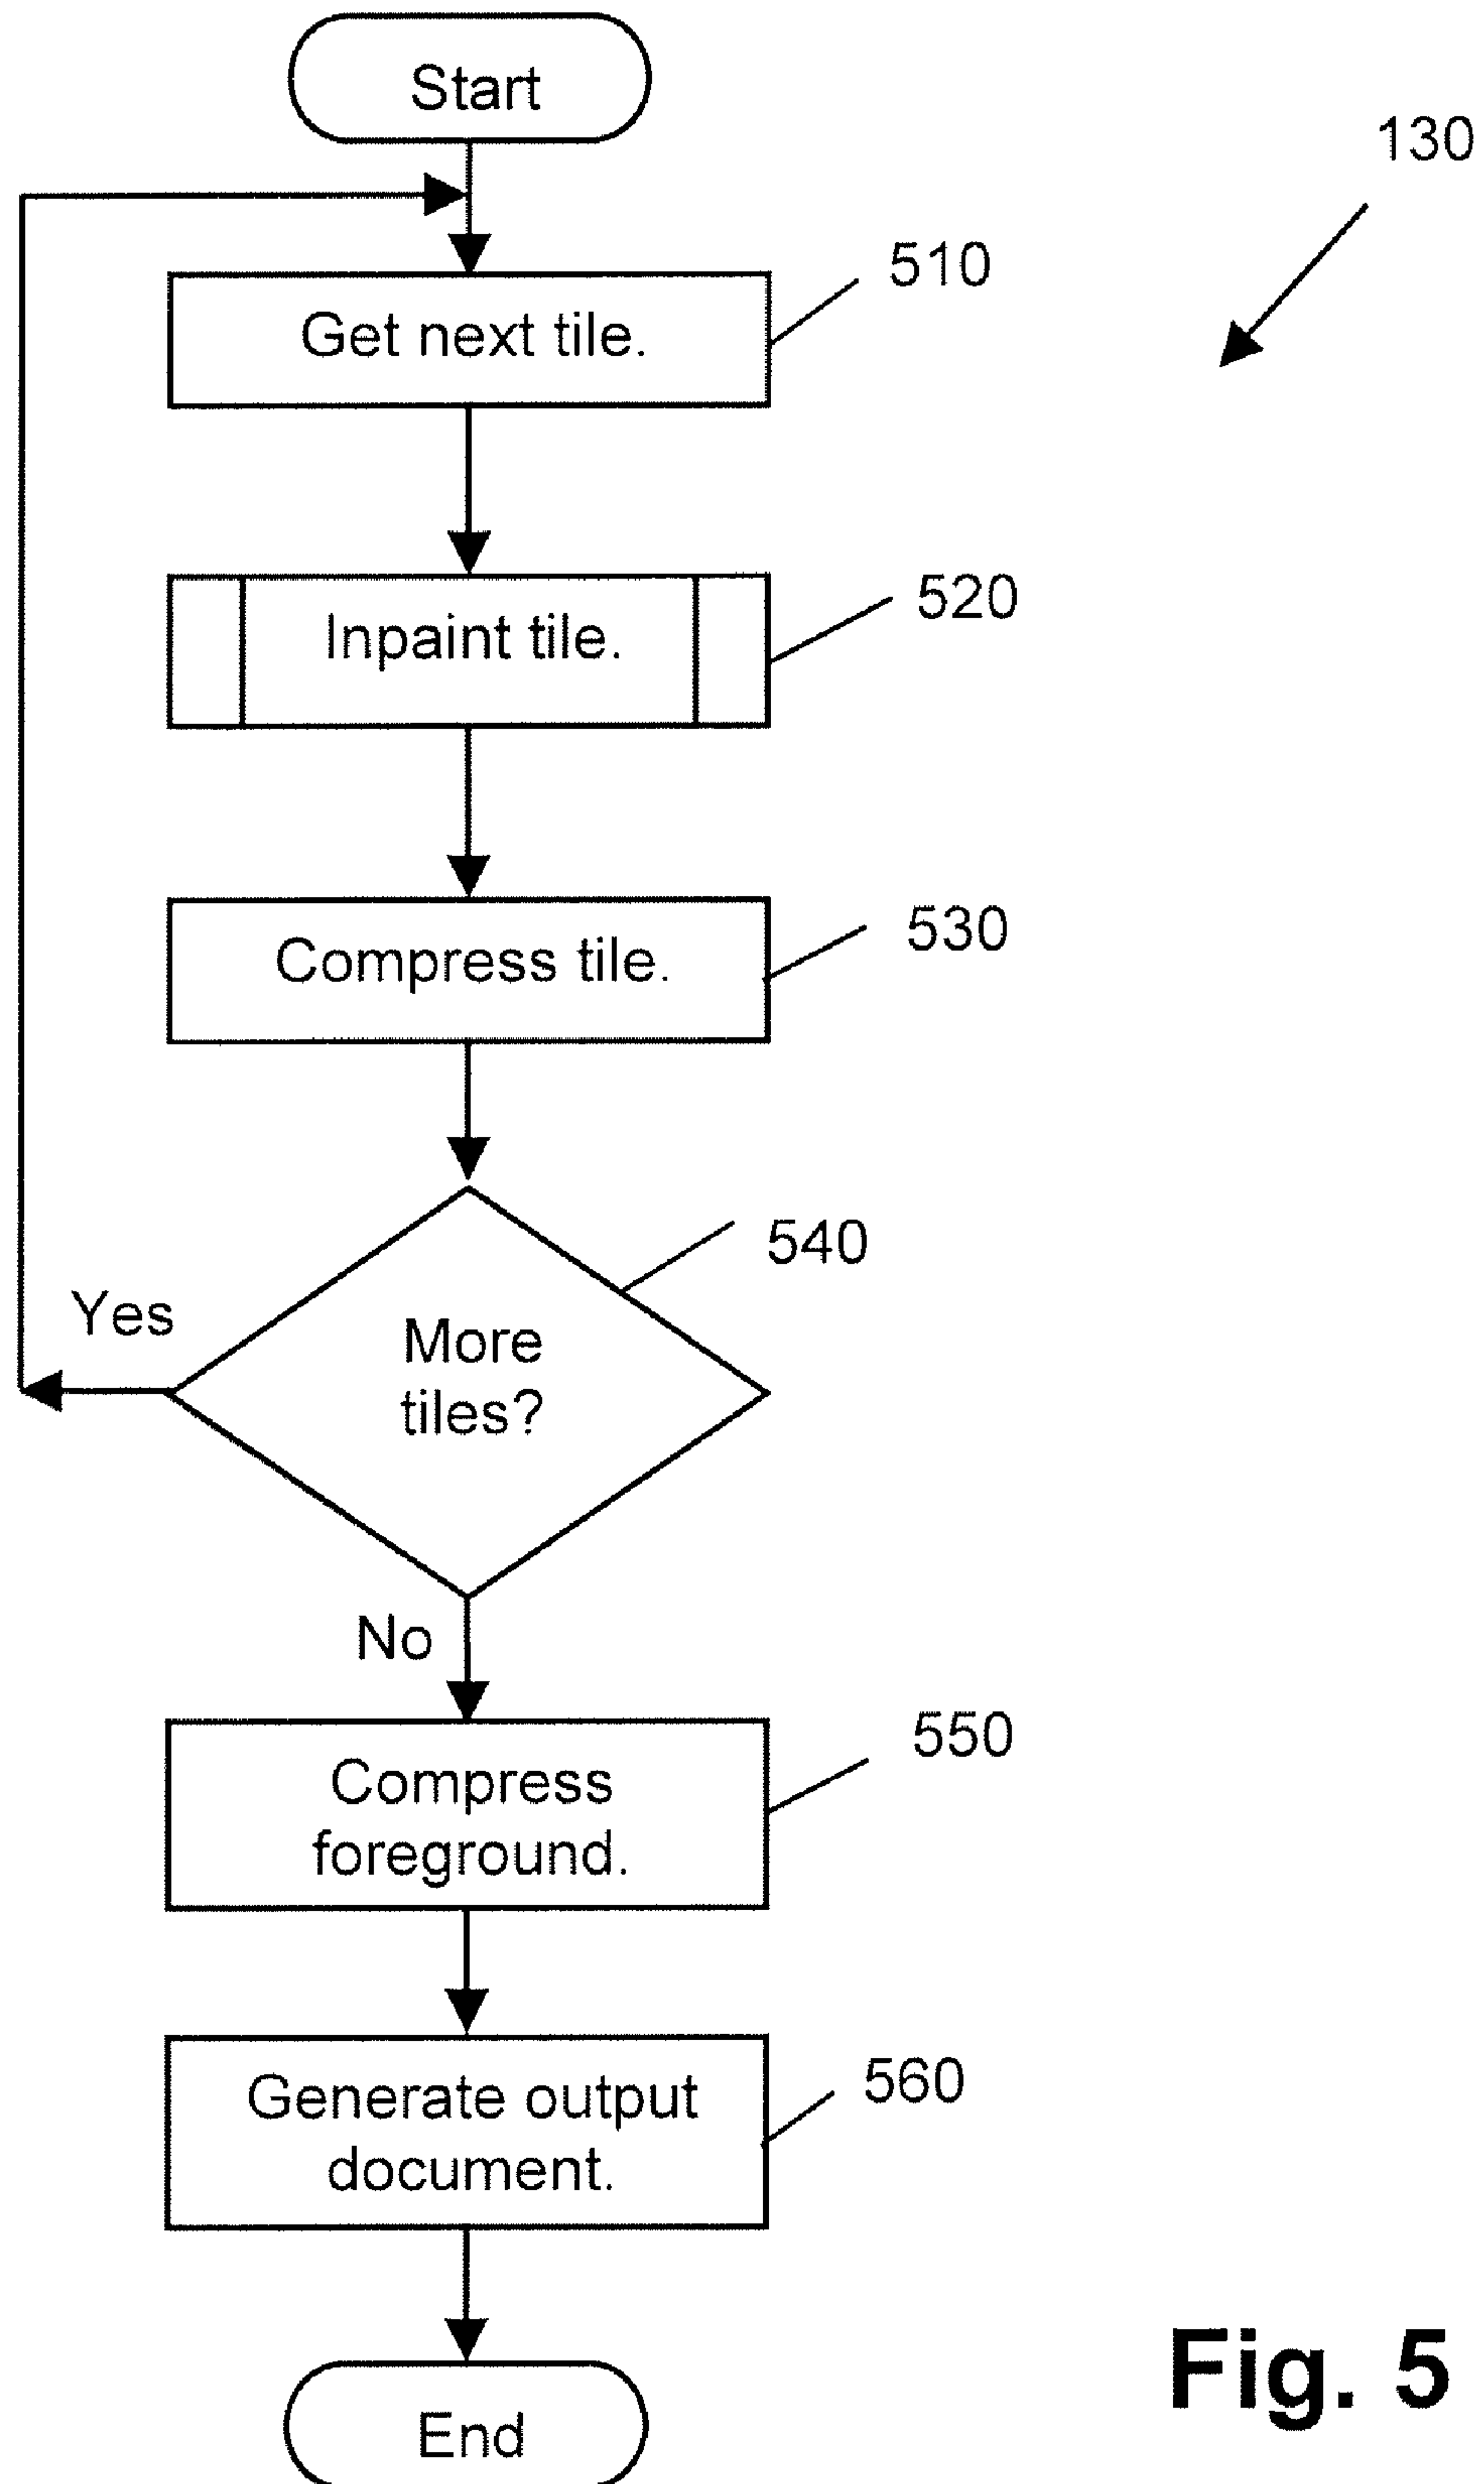 Start
130
510
Get next tile.
520
Inpaint tile.
530
Compress tile.
540
Yes
More
tiles?
No
550
Compress
foreground.
560
Generate output
document.
End
Fig. 5